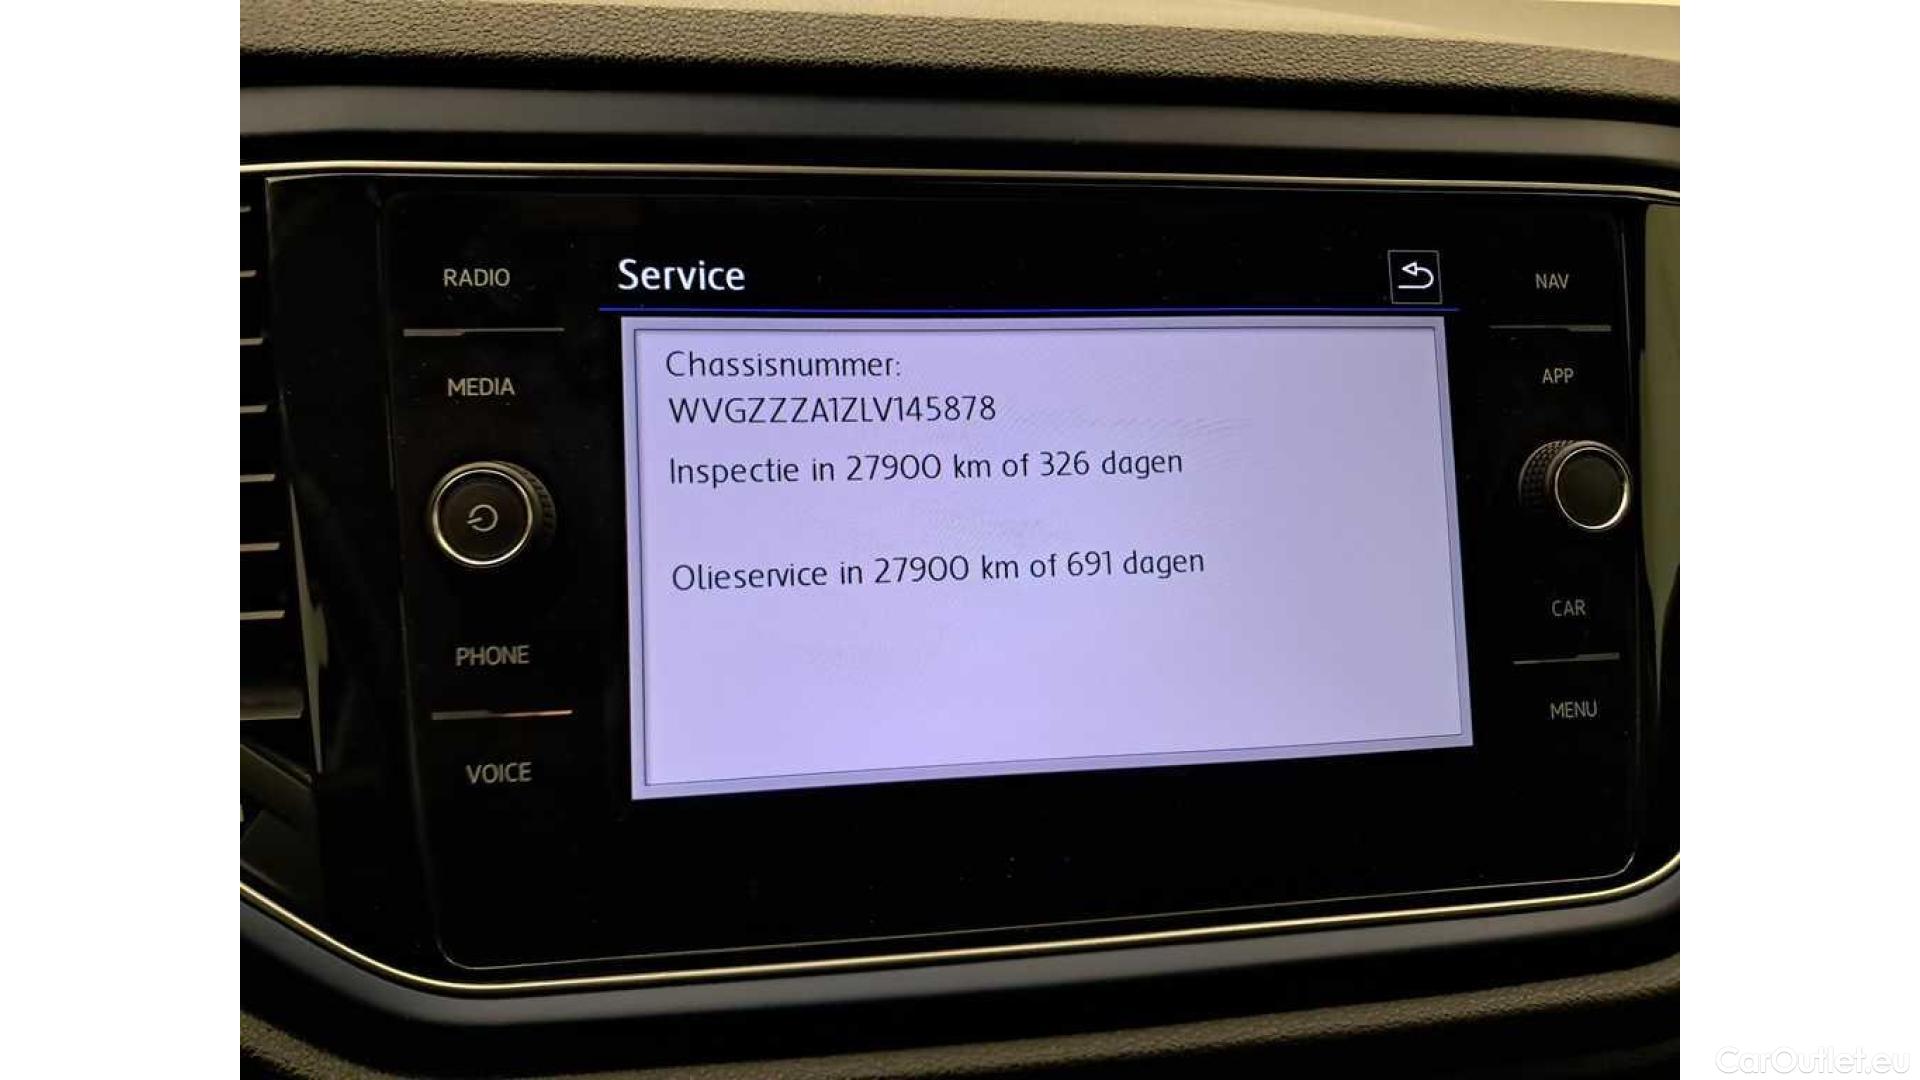 RADIO
MEDIA
PHONE
VOICE
Service
Chassisnummer:
WVGZZZA1ZLV145878
Inspectie in 27900 km of 326 dagen
Olieservice in 27900 km of 691 dagen
NAV
APP
CAR
MENU
CarOutlet.eu